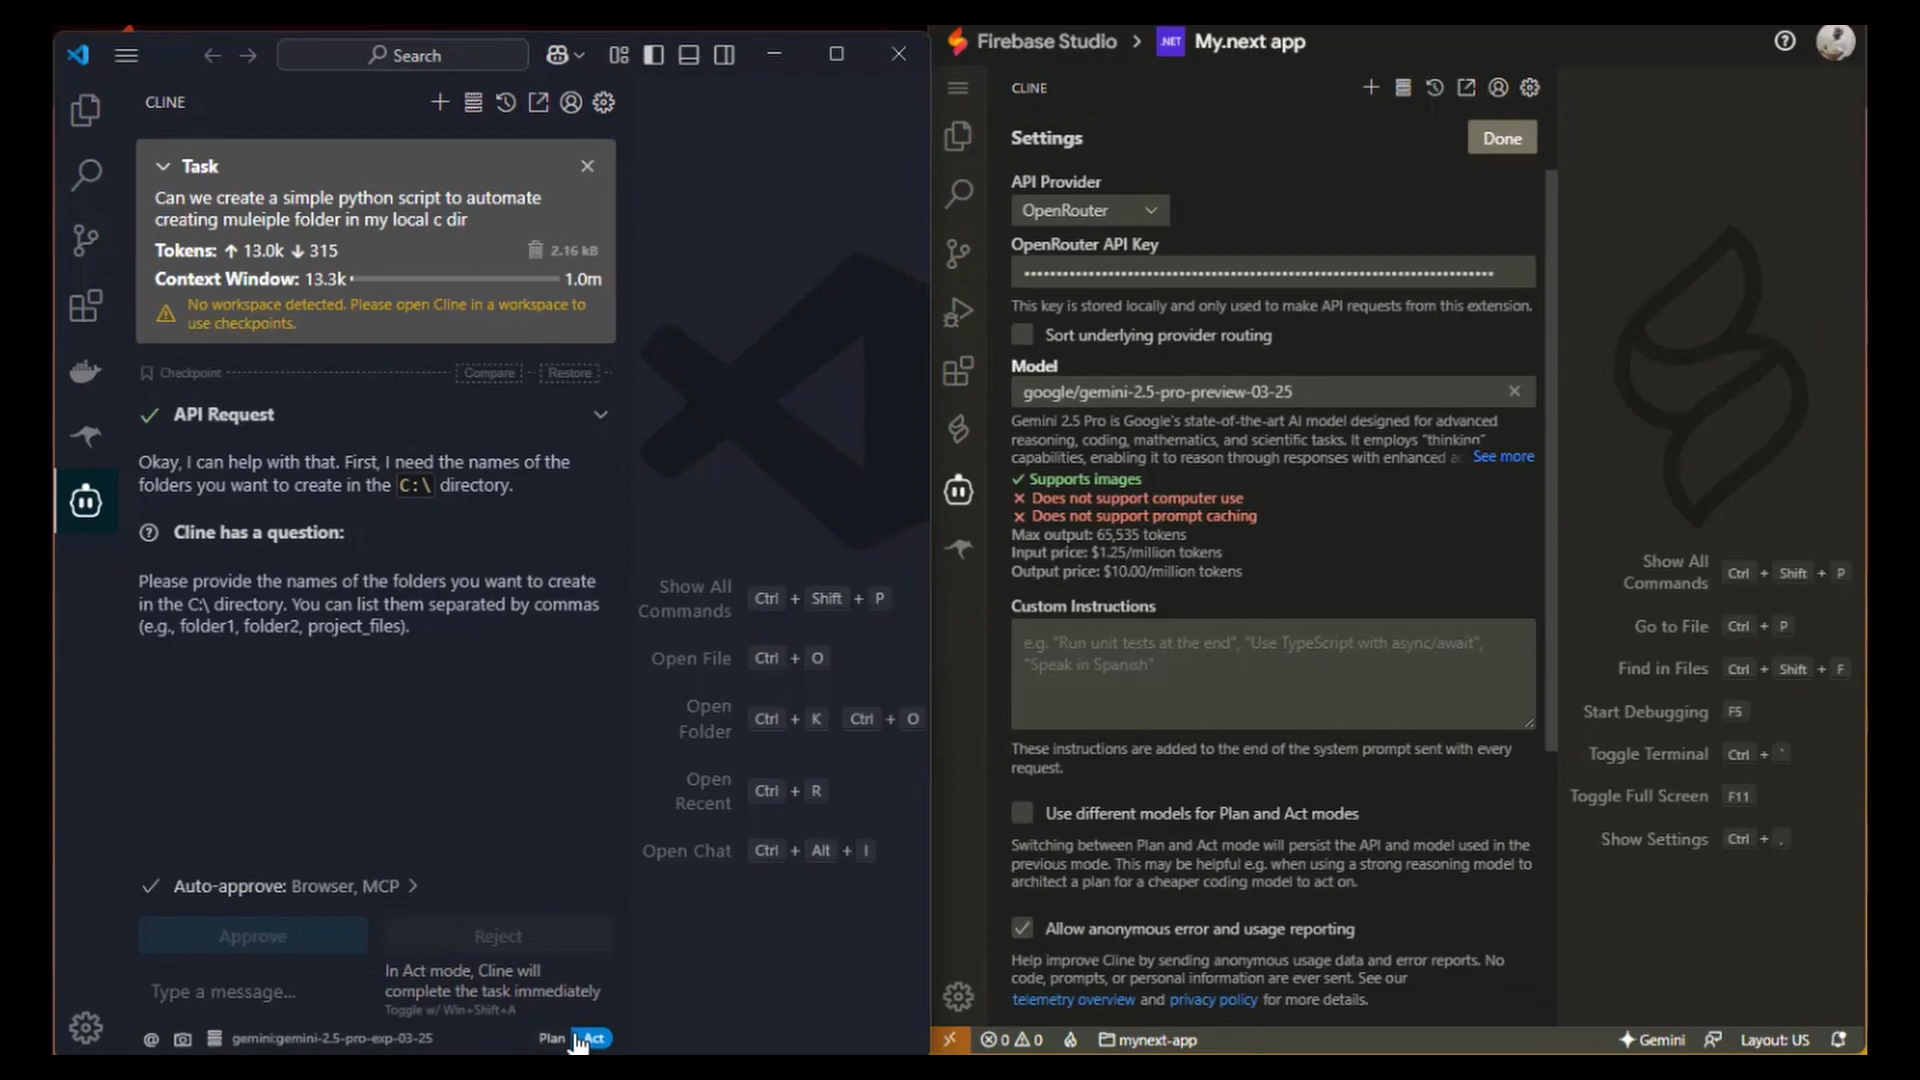 Search
CLINE
Task
Can we create a simple python script to automate
creating muleiple folder in my local c dir
Tokens: ↑ 13.0k ↓ 315
2.16 kB
Context Window: 13.3k
1.0m
No workspace detected. Please open Cline in a workspace to
use checkpoints.
Checkpoint
Compare
Restore
API Request
Okay, I can help with that. First, I need the names of the
folders you want to create in the C:\ directory.
Cline has a question:
Please provide the names of the folders you want to create
in the C:\ directory. You can list them separated by commas
(e.g., folder1, folder2, project_files).
Auto-approve: Browser, MCP
Approve
Reject
In Act mode, Cline will
complete the task immediately
Toggle w/ Win+Shift+A
Type a message...
@
gemini:gemini-2.5-pro-exp-03-25
Plan
Act
Show All
Commands
Ctrl + Shift + P
Open File
Ctrl + O
Open
Folder
Ctrl + K Ctrl + O
Open
Recent
Ctrl + R
Open Chat
Ctrl + Alt + I
Firebase Studio > .NET My.next app
CLINE
Settings
Done
API Provider
OpenRouter
OpenRouter API Key
This key is stored locally and only used to make API requests from this extension.
Sort underlying provider routing
Model
google/gemini-2.5-pro-preview-03-25
Gemini 2.5 Pro is Google's state-of-the-art AI model designed for advanced
reasoning, coding, mathematics, and scientific tasks. It employs "thinking"
capabilities, enabling it to reason through responses with enhanced
See more
Supports images
Does not support computer use
Does not support prompt caching
Max output: 65,535 tokens
Input price: $1.25/million tokens
Output price: $10.00/million tokens
Custom Instructions
e.g. "Run unit tests at the end", "Use TypeScript with async/await",
"Speak in Spanish"
These instructions are added to the end of the system prompt sent with every
request.
Use different models for Plan and Act modes
Switching between Plan and Act mode will persist the API and model used in the
previous mode. This may be helpful e.g. when using a strong reasoning model to
architect a plan for a cheaper coding model to act on.
Allow anonymous error and usage reporting
Help improve Cline by sending anonymous usage data and error reports. No
code, prompts, or personal information are ever sent. See our
telemetry overview and privacy policy for more details.
Show All
Commands
Ctrl + Shift + P
Go to File
Ctrl + P
Find in Files
Ctrl + Shift + F
Start Debugging
F5
Toggle Terminal
Ctrl + `
Toggle Full Screen
F11
Show Settings
Ctrl + ,
0 0
mynext-app
Gemini
Layout: US